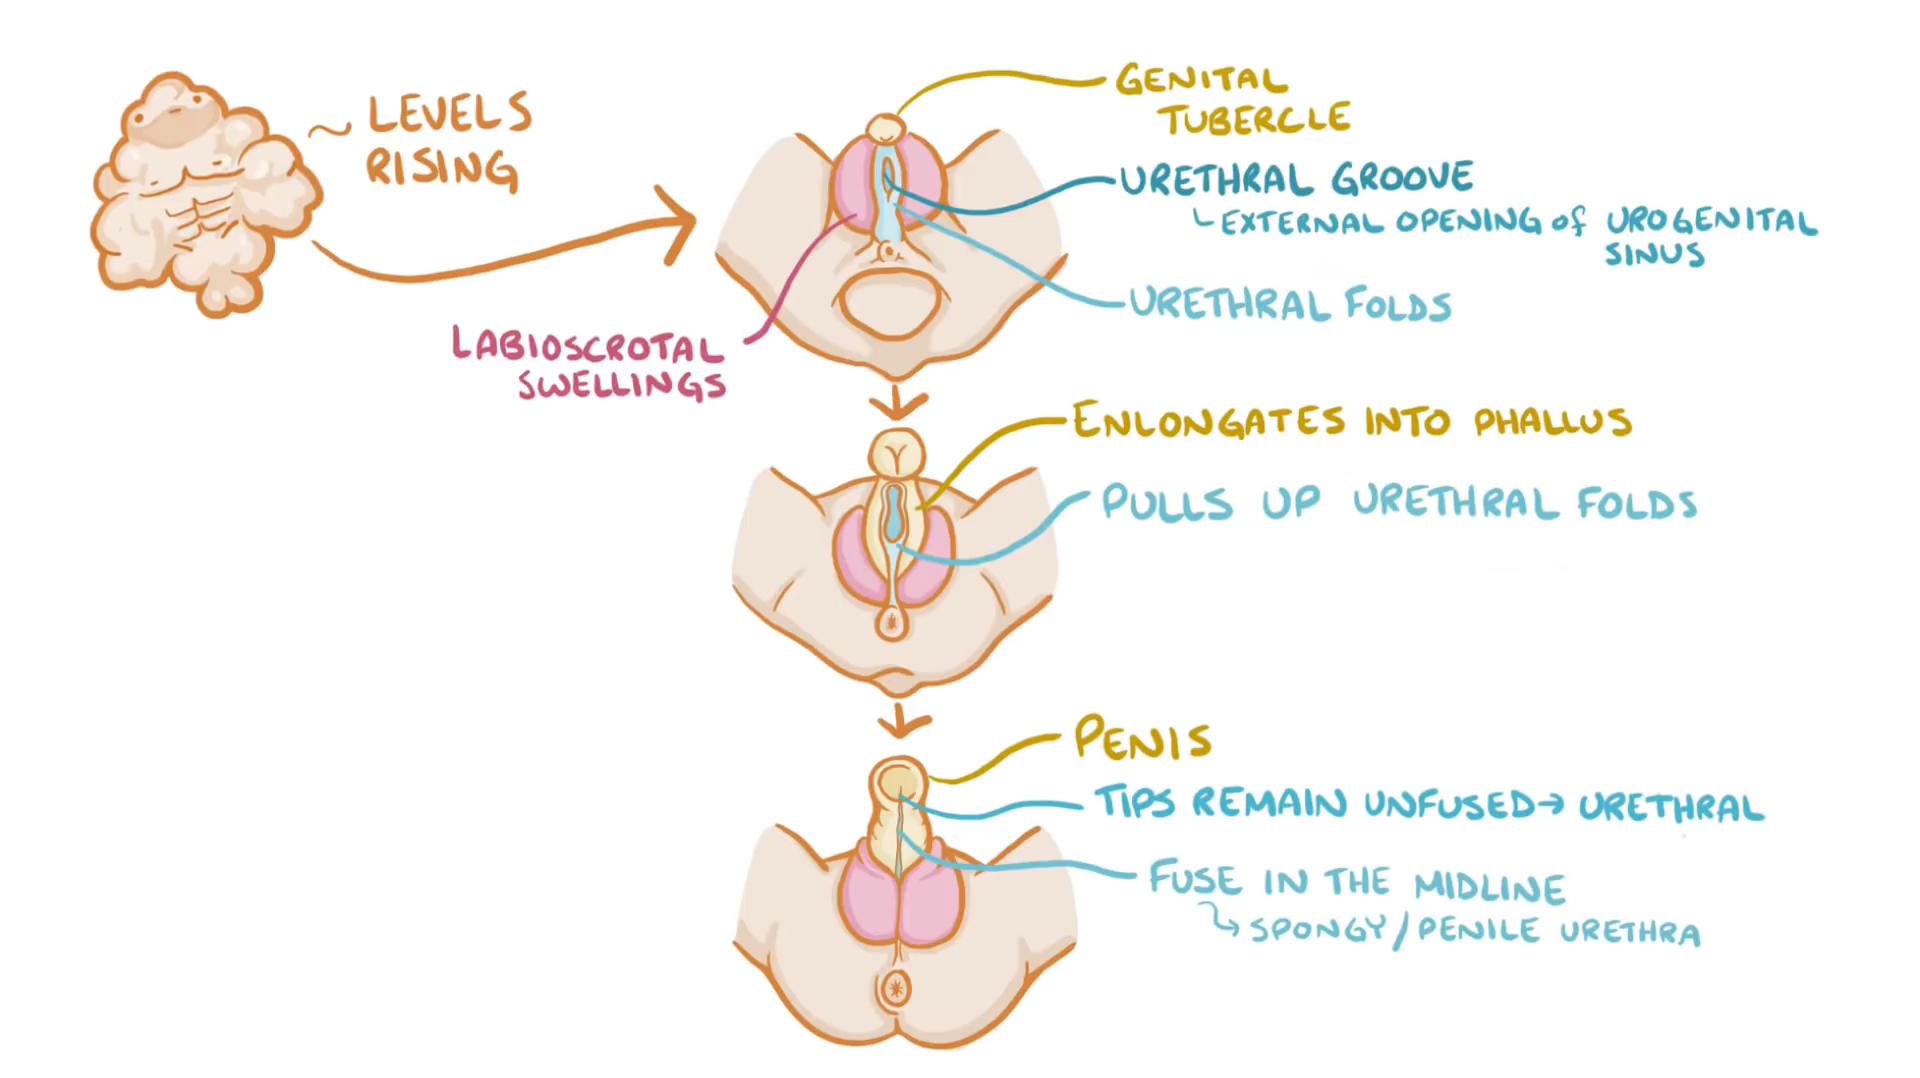 LEVELS
RISING
GENITAL
TUBERCLE
URETHRAL GROOVE
EXTERNAL OPENING of UROGENITAL
SINUS
URETHRAL FOLDS
LABIOSCROTAL
SWELLINGS
ENLONGATES INTO PHALLUS
PULLS UP URETHRAL FOLDS
PENIS
TIPS REMAIN UNFUSED → URETHRAL
FUSE IN THE MIDLINE
SPONGY/PENILE URETHRA